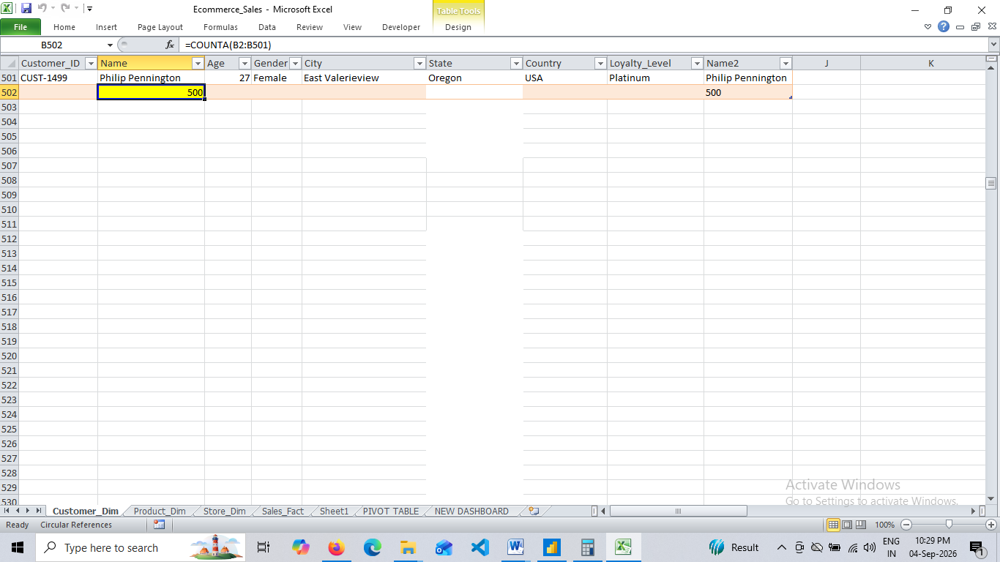 Ecommerce_Sales - Microsoft Excel
Table Tools
File Home Insert Page Layout Formulas Data Review View Developer Design
B502 fx =COUNTA(B2:B501)
Customer_ID Name Age Gender City State Country Loyalty_Level Name2 J K
501 CUST-1499 Philip Pennington 27 Female East Valerieview Oregon USA Platinum Philip Pennington
502 500 500
503
504
505
506
507
508
509
510
511
512
513
514
515
516
517
518
519
520
521
522
523
524
525
526
527
528
529
530
Activate Windows
Go to Settings to activate Windows.
Customer_Dim Product_Dim Store_Dim Sales_Fact Sheet1 PIVOT TABLE NEW DASHBOARD
Ready Circular References 100%
Type here to search Result ENG IN 10:29 PM 04-Sep-2026 1